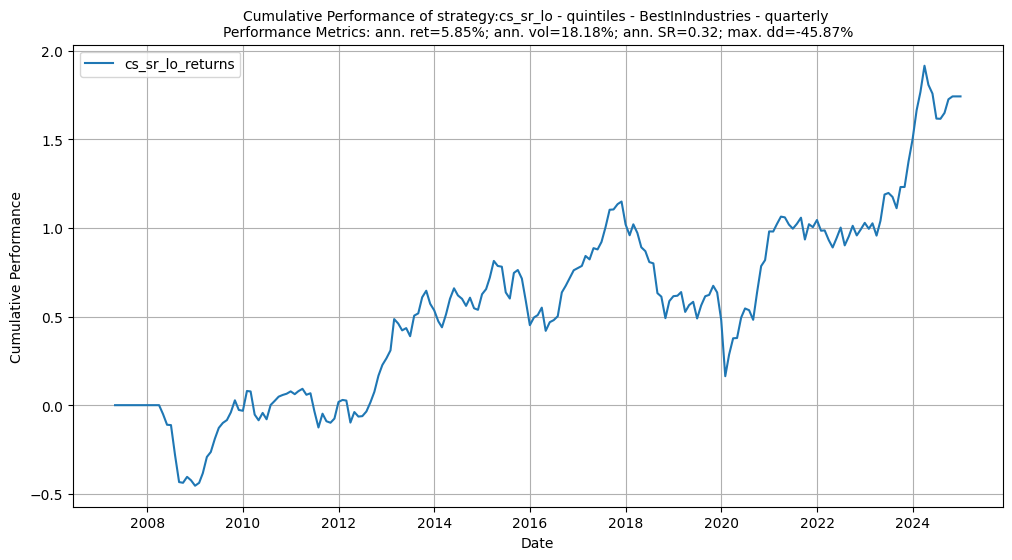 Cumulative Performance of strategy:cs_sr_lo - quintiles - BestInIndustries - quarterly
Performance Metrics: ann. ret=5.85%; ann. vol=18.18%; ann. SR=0.32; max. dd=-45.87%
cs_sr_lo_returns
2.0
1.5
1.0
0.5
0.0
−0.5
Cumulative Performance
2008 2010 2012 2014 2016 2018 2020 2022 2024
Date